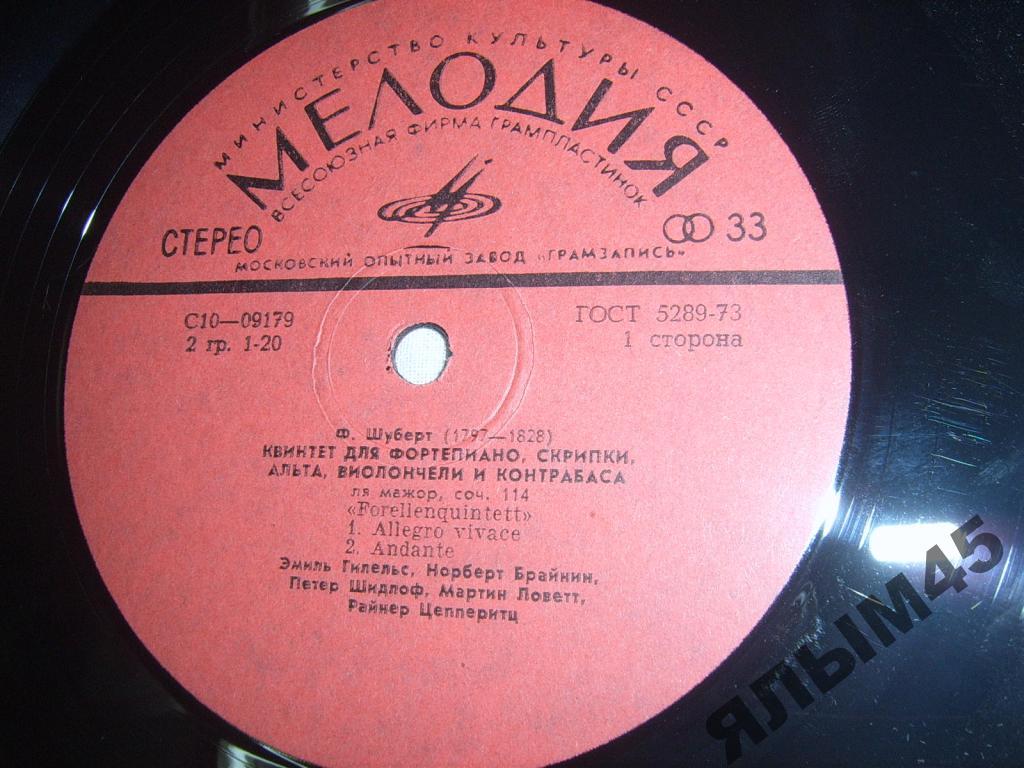 МИНИСТЕРСТВО КУЛЬТУРЫ СССР
МЕЛОДИЯ
ВСЕСОЮЗНАЯ ФИРМА ГРАМПЛАСТИНОК
СТЕРЕО
33
МОСКОВСКИЙ ОПЫТНЫЙ ЗАВОД «ГРАМЗАПИСЬ»
С10—09179
ГОСТ 5289-73
2 гр. 1-20
1 сторона
Ф. Шуберт (1797—1828)
КВИНТЕТ ДЛЯ ФОРТЕПИАНО, СКРИПКИ,
АЛЬТА, ВИОЛОНЧЕЛИ И КОНТРАБАСА
ля мажор, соч. 114
«Forellenquintett»
1. Allegro vivace
2. Andante
Эмиль Гилельс, Норберт Брайнин,
Петер Шидлоф, Мартин Ловетт,
Райнер Цепперитц
ЯЛЫМ45